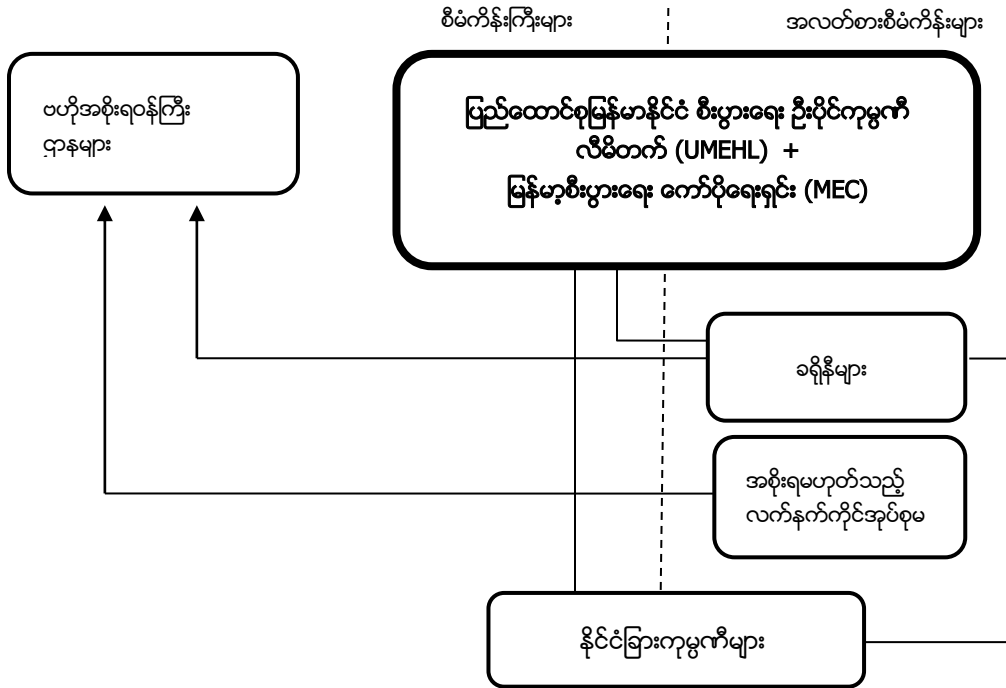 စီမံကိန်းကြီးများ
အလတ်စားစီမံကိန်းများ
ဗဟိုအစိုးရဝန်ကြီး
ဌာနများ
ပြည်ထောင်စုမြန်မာနိုင်ငံ စီးပွားရေး ဦးပိုင်ကုမ္ပဏီ
လီမိတက် (UMEHL) +
မြန်မာ့စီးပွားရေး ကော်ပိုရေးရှင်း (MEC)
ခရိုနီများ
အစိုးရမဟုတ်သည့်
လက်နက်ကိုင်အုပ်စုမ
နိုင်ငံခြားကုမ္ပဏီများ